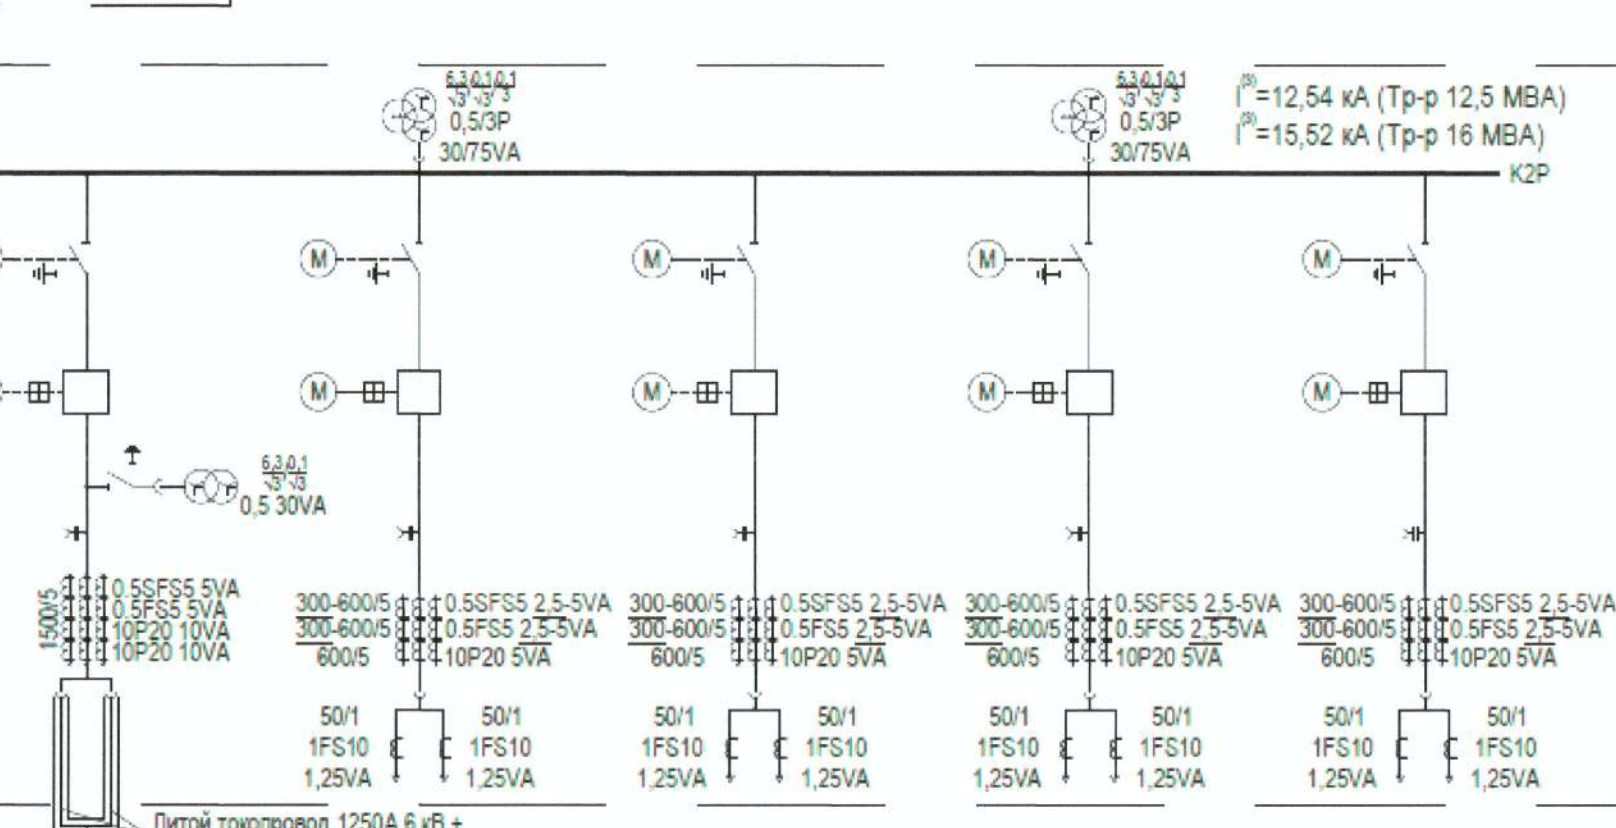 6,3 0,1 0,1
√3' √3' 3
0,5/3P
30/75VA
6,3 0,1 0,1
√3' √3' 3
0,5/3P
30/75VA
I⁽³⁾=12,54 кА (Тр-р 12,5 МВА)
I⁽³⁾=15,52 кА (Тр-р 16 МВА)
K2P
M
M
M
M
M
M
M
M
6,3 0,1
√3' √3
0,5 30VA
1500/5
0.5SFS5 5VA
0.5FS5 5VA
10P20 10VA
10P20 10VA
300-600/5 0.5SFS5 2,5-5VA
300-600/5 0.5FS5 2,5-5VA
600/5 10P20 5VA
300-600/5 0.5SFS5 2,5-5VA
300-600/5 0.5FS5 2,5-5VA
600/5 10P20 5VA
300-600/5 0.5SFS5 2,5-5VA
300-600/5 0.5FS5 2,5-5VA
600/5 10P20 5VA
300-600/5 0.5SFS5 2,5-5VA
300-600/5 0.5FS5 2,5-5VA
600/5 10P20 5VA
50/1 50/1
1FS10 1FS10
1,25VA 1,25VA
50/1 50/1
1FS10 1FS10
1,25VA 1,25VA
50/1 50/1
1FS10 1FS10
1,25VA 1,25VA
50/1 50/1
1FS10 1FS10
1,25VA 1,25VA
Литой токопровод 1250А 6 кВ +